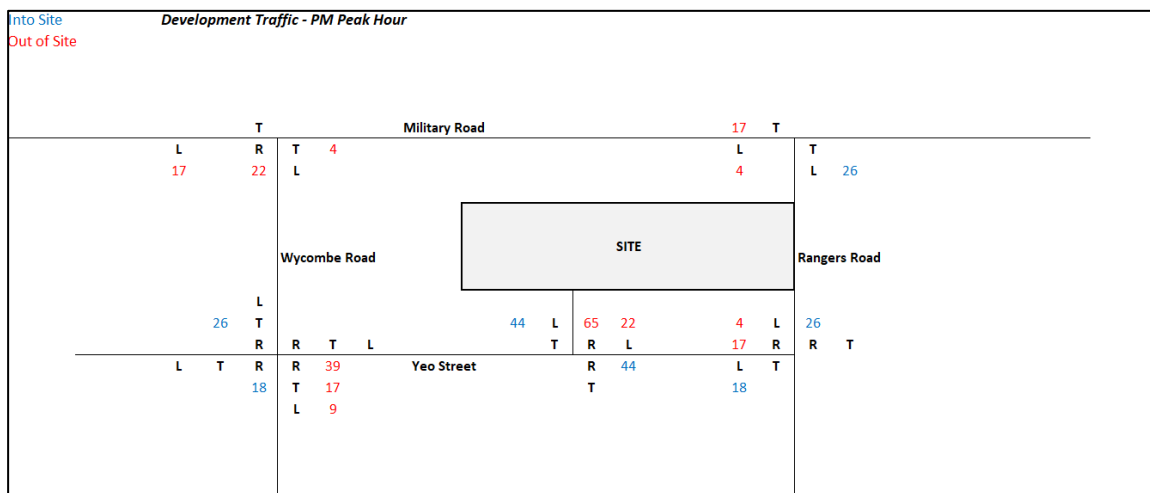 Into Site Development Traffic - PM Peak Hour
Out of Site
T Military Road 17 T
L R T 4 L T
17 22 L 4 L 26
SITE
Wycombe Road Rangers Road
L
26 T 44 L 65 22 4 L 26
R R T L T R L 17 R R T
L T R R 39 Yeo Street R 44 L T
18 T 17 T 18
L 9